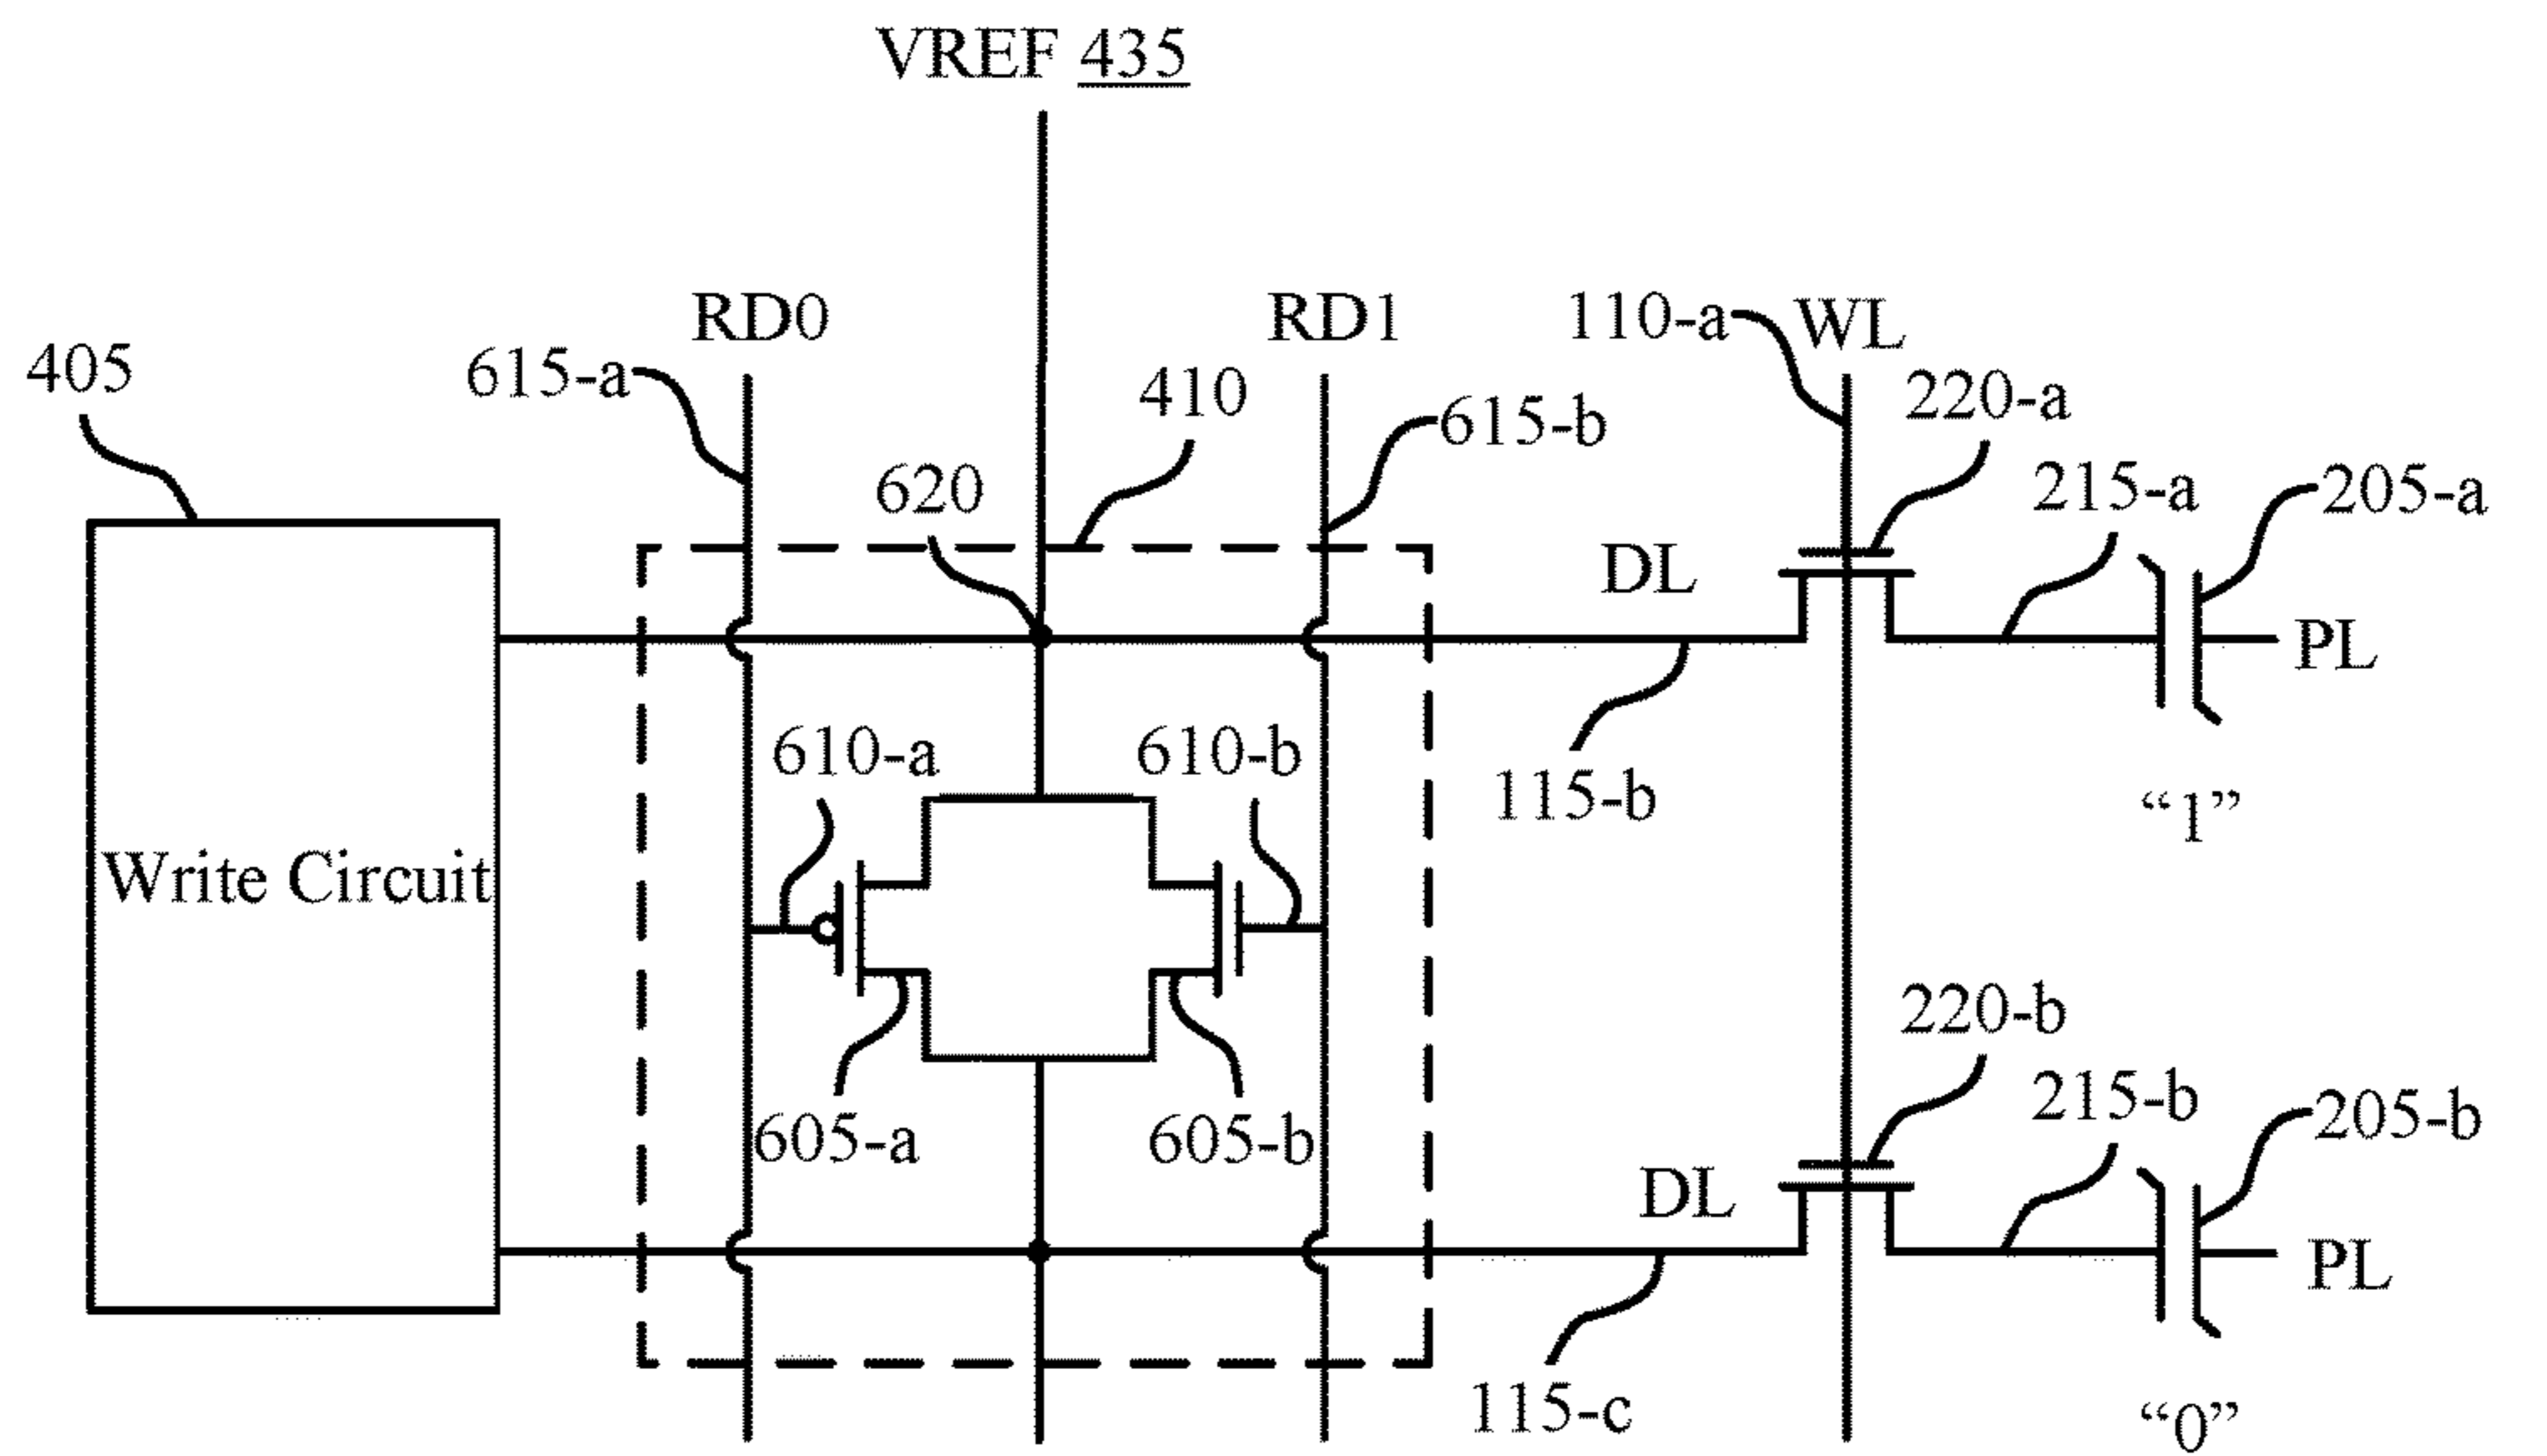 VREF 435
RD0
RD1
110-a
WL
405
615-a
410
615-b
220-a
620
215-a
205-a
DL
PL
610-a
610-b
115-b
“1”
Write Circuit
605-a
605-b
220-b
215-b
205-b
DL
PL
115-c
“0”